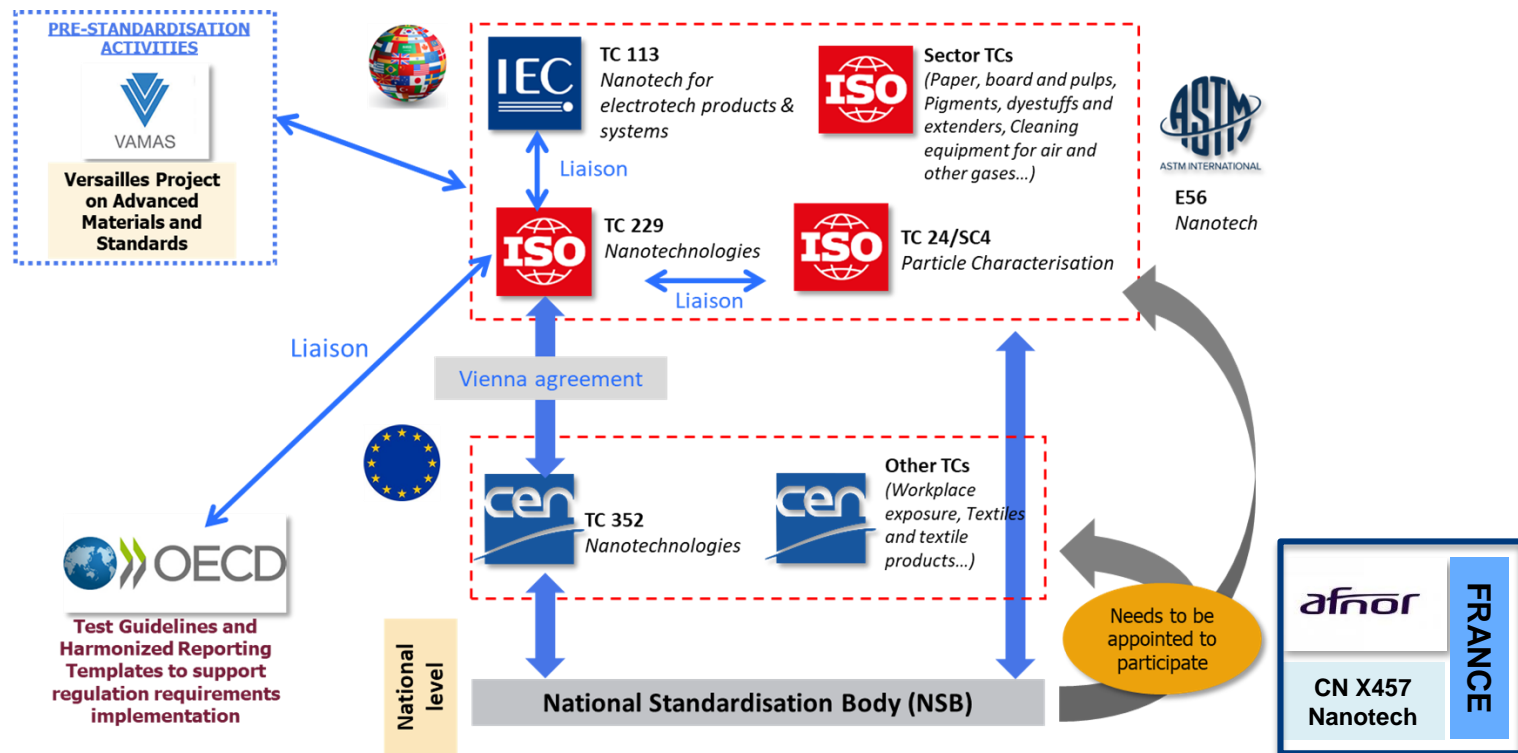 PRE-STANDARDISATION
ACTIVITIES
VAMAS
Versailles Project
on Advanced
Materials and
Standards
IEC
TC 113
Nanotech for
electrotech products &
systems
ISO
Sector TCs
(Paper, board and pulps,
Pigments, dyestuffs and
extenders, Cleaning
equipment for air and
other gases...)
ASTM
ASTM INTERNATIONAL
E56
Nanotech
Liaison
ISO
TC 229
Nanotechnologies
Liaison
ISO
TC 24/SC4
Particle Characterisation
Liaison
Vienna agreement
cen
TC 352
Nanotechnologies
cen
Other TCs
(Workplace
exposure, Textiles
and textile
products...)
OECD
Test Guidelines and
Harmonized Reporting
Templates to support
regulation requirements
implementation
National
level
National Standardisation Body (NSB)
Needs to be
appointed to
participate
afnor
CN X457
Nanotech
FRANCE